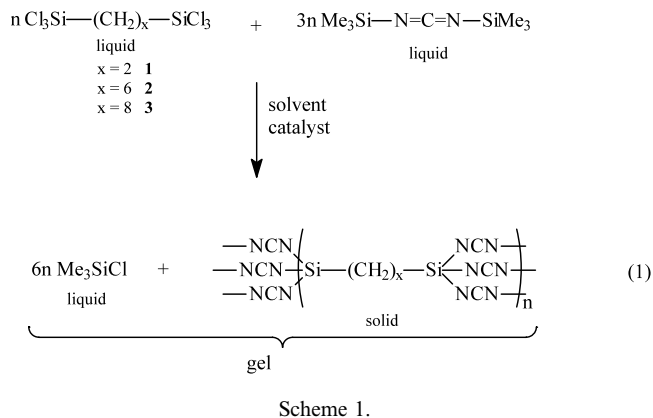 n Cl₃Si—(CH₂)ₓ—SiCl₃ + 3n Me₃Si—N=C=N—SiMe₃
liquid liquid
x = 2 1
x = 6 2
x = 8 3
solvent
catalyst
—NCN NCN—
6n Me₃SiCl + —NCN—Si—(CH₂)ₓ—Si—NCN— (1)
—NCN NCN—
n
liquid solid
gel
Scheme 1.